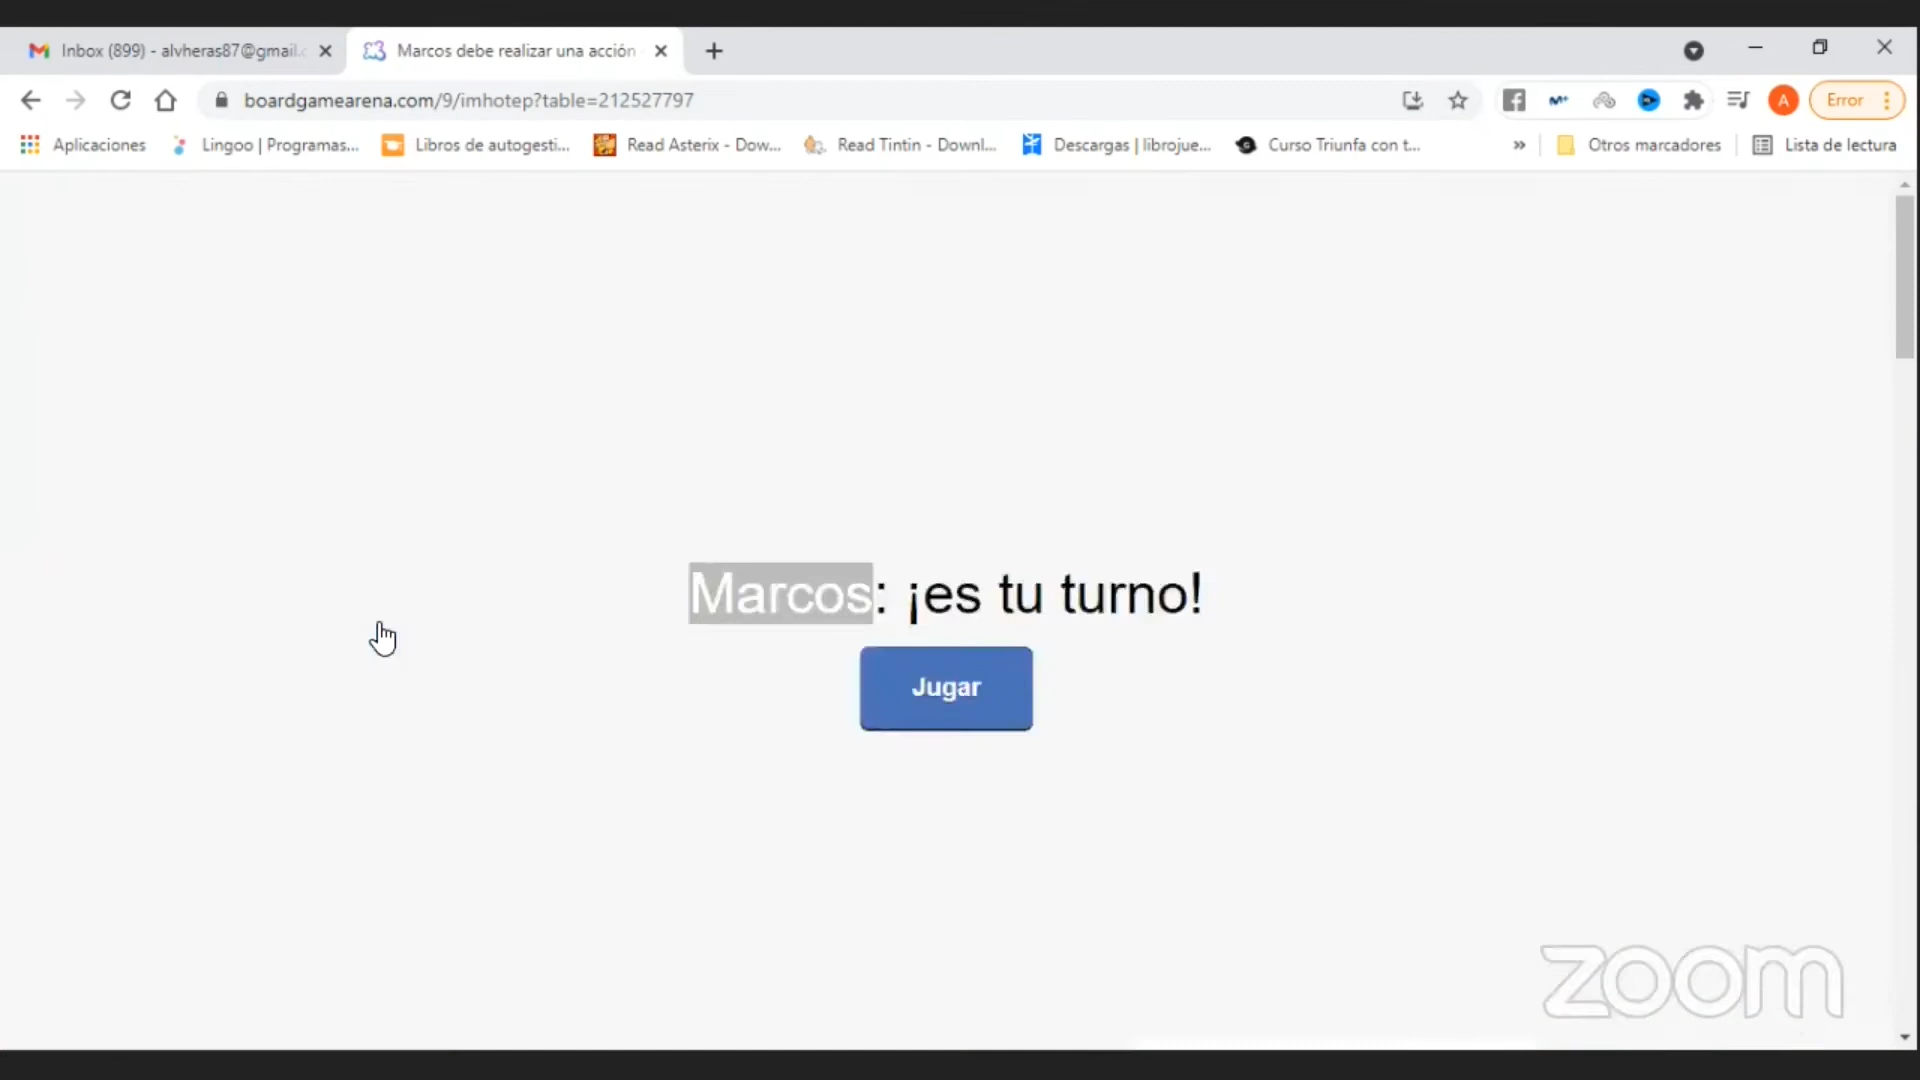 Inbox (899) - alvheras87@gmail.c
Marcos debe realizar una acción
boardgamearena.com/9/imhotep?table=212527797
A
Error
Aplicaciones
Lingoo | Programas...
Libros de autogesti...
Read Asterix - Dow...
Read Tintin - Downl...
Descargas | librojue...
Curso Triunfa con t...
»
Otros marcadores
Lista de lectura
Marcos: ¡es tu turno!
Jugar
zoom